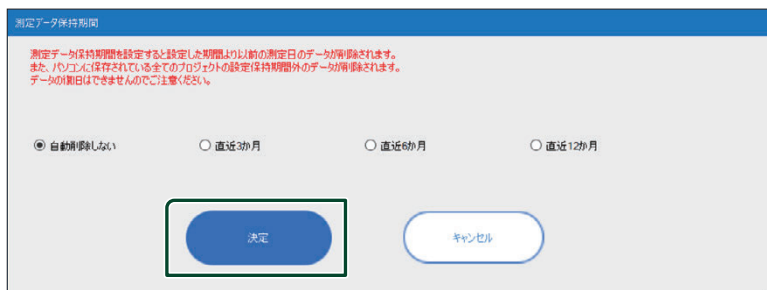 測定データ保持期間
測定データ保持期間を設定すると設定した期間より以前の測定日のデータが削除されます。
また、パソコンに保存されている全てのプロジェクトの設定保持期間外のデータが削除されます。
データの復旧はできませんのでご注意ください。
自動削除しない 直近3か月 直近6か月 直近12か月
決定 キャンセル